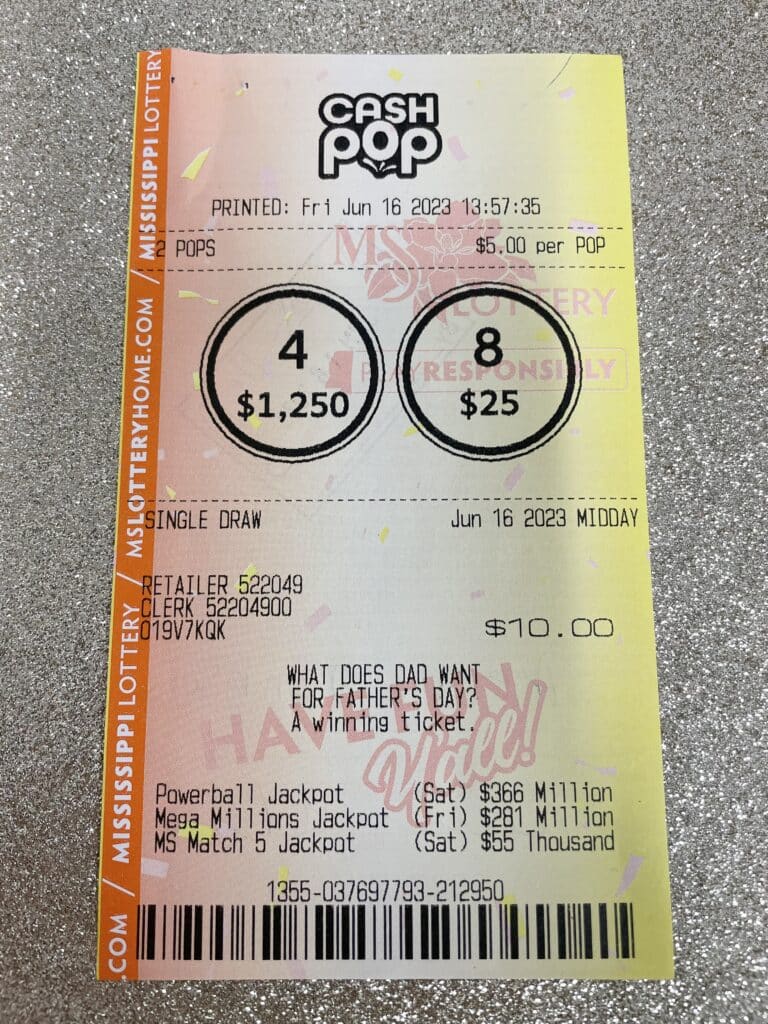 CASH
POP
PRINTED: Fri Jun 16 2023 13:57:35
2 POPS $5.00 per POP
MS LOTTERY
4 8
PLAY RESPONSIBLY
$1,250 $25
SINGLE DRAW Jun 16 2023 MIDDAY
RETAILER 522049
CLERK 52204900
019V7KQK $10.00
WHAT DOES DAD WANT
FOR FATHER'S DAY?
A winning ticket.
HAVE FUN
Y'all!
Powerball Jackpot (Sat) $366 Million
Mega Millions Jackpot (Fri) $281 Million
MS Match 5 Jackpot (Sat) $55 Thousand
1355-037697793-212950
.COM / MISSISSIPPI LOTTERY / MSLOTTERYHOME.COM / MISSISSIPPI LOTTERY